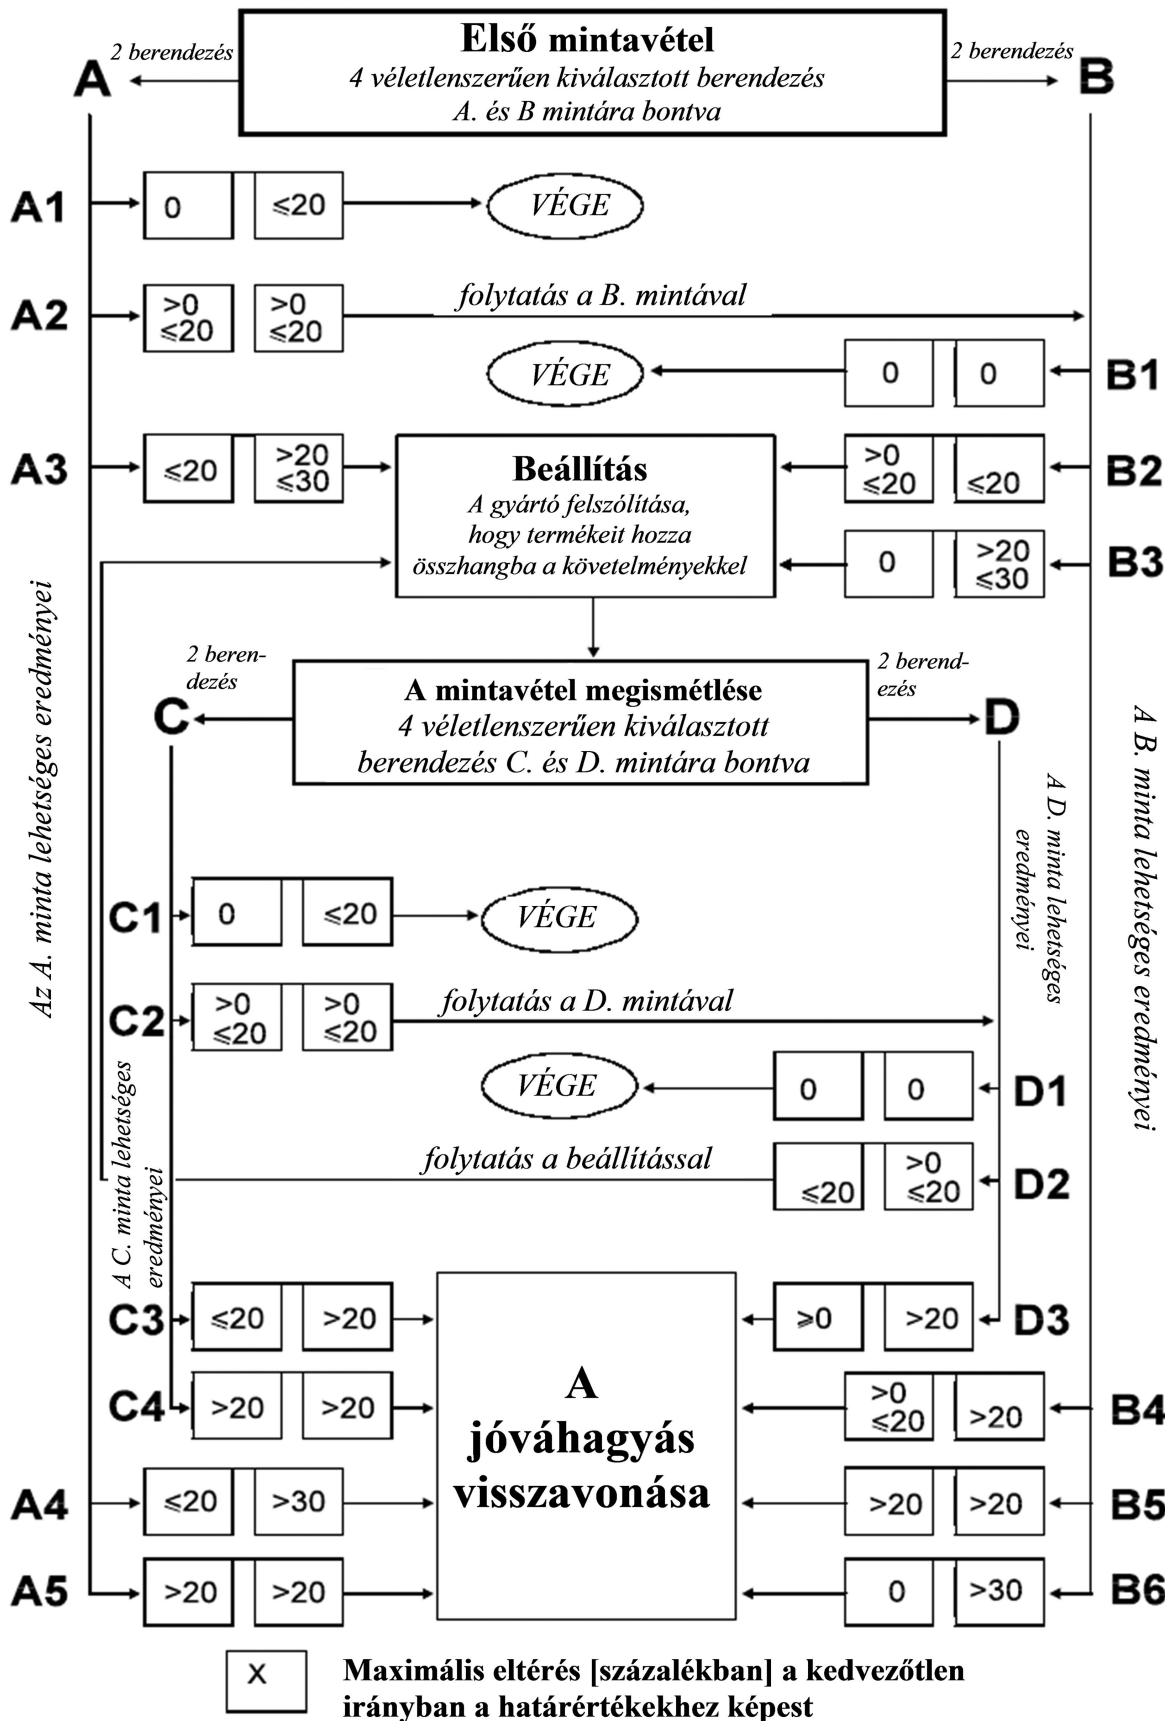 Első mintavétel
4 véletlenszerűen kiválasztott berendezés
A. és B mintára bontva
2 berendezés
2 berendezés
A
B
A1
0
≤20
VÉGE
A2
>0
≤20
>0
≤20
folytatás a B. mintával
VÉGE
0
0
B1
A3
≤20
>20
≤30
Beállítás
A gyártó felszólítása,
hogy termékeit hozza
összhangba a követelményekkel
>0
≤20
≤20
B2
0
>20
≤30
B3
Az A. minta lehetséges eredményei
2 beren-
dezés
C
A mintavétel megismétlése
4 véletlenszerűen kiválasztott
berendezés C. és D. mintára bontva
2 berend-
ezés
D
A D. minta lehetséges
eredményei
A B. minta lehetséges eredményei
C1
0
≤20
VÉGE
C2
>0
≤20
>0
≤20
folytatás a D. mintával
VÉGE
0
0
D1
A C. minta lehetséges
eredményei
folytatás a beállítással
≤20
>0
≤20
D2
C3
≤20
>20
A
jóváhagyás
visszavonása
≥0
>20
D3
C4
>20
>20
>0
≤20
>20
B4
A4
≤20
>30
>20
>20
B5
A5
>20
>20
0
>30
B6
X
Maximális eltérés [százalékban] a kedvezőtlen
irányban a határértékekhez képest